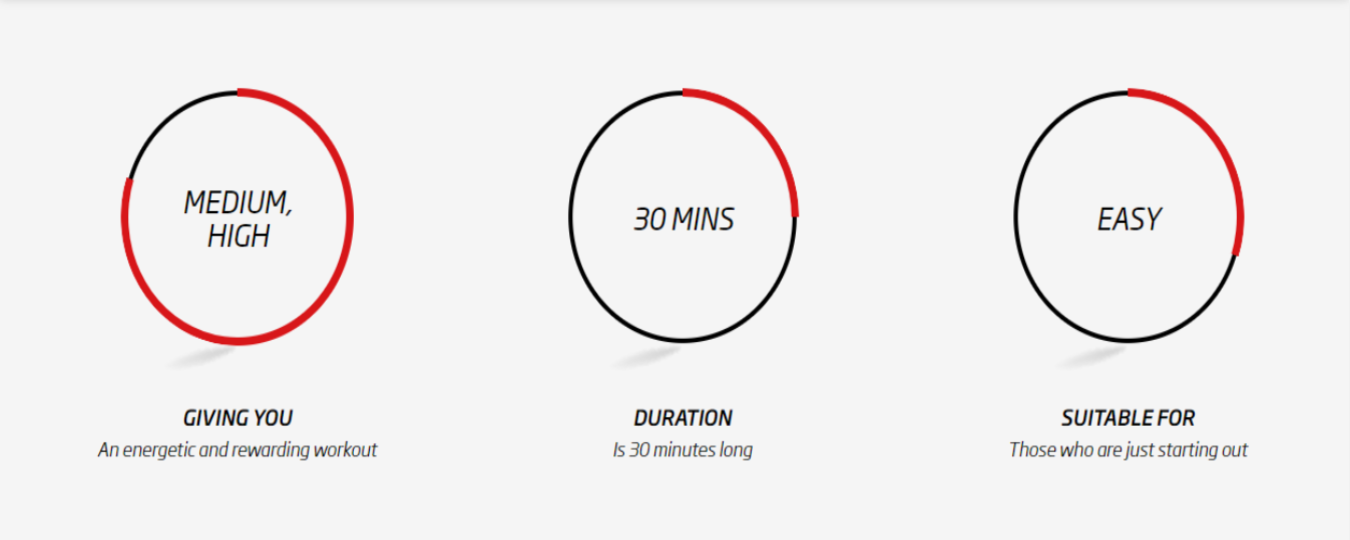 MEDIUM,
HIGH
GIVING YOU
An energetic and rewarding workout
30 MINS
DURATION
Is 30 minutes long
EASY
SUITABLE FOR
Those who are just starting out